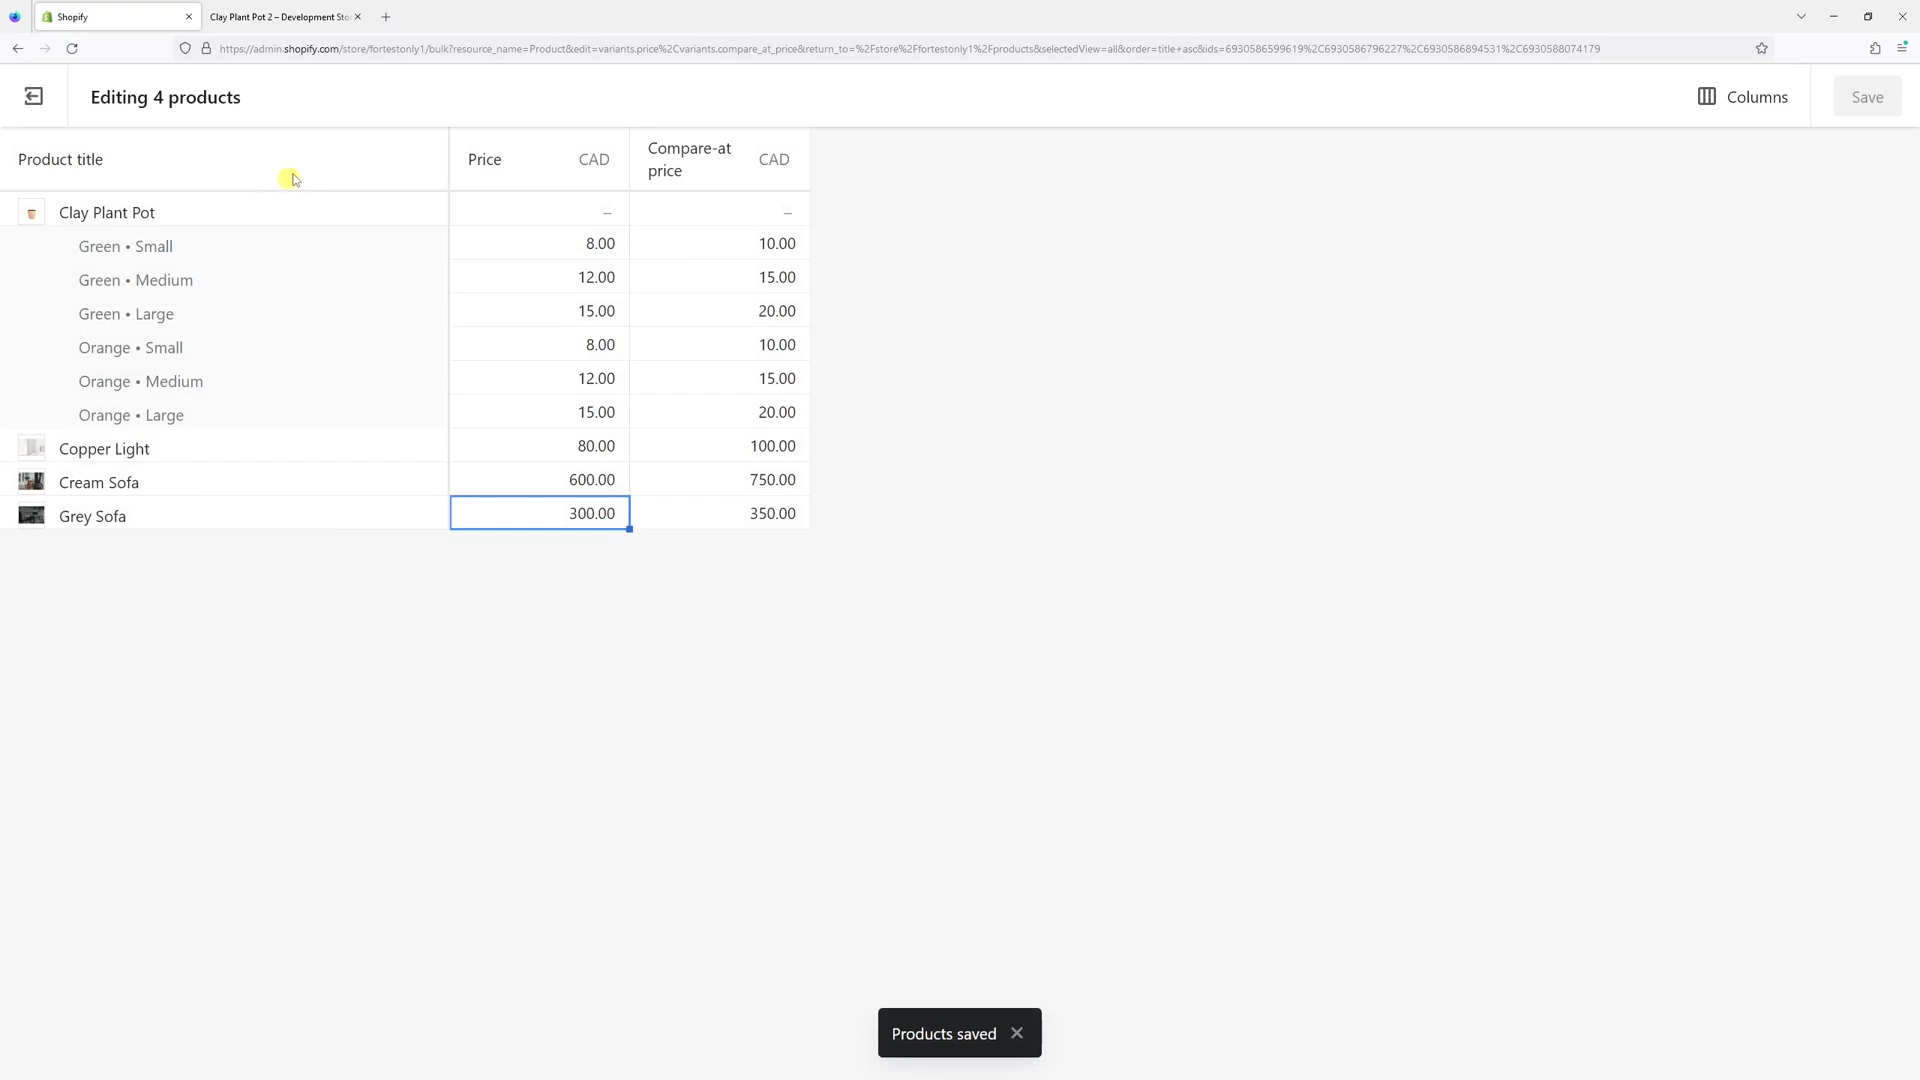 Shopify
Clay Plant Pot 2 – Development Sto
https://admin.shopify.com/store/fortestonly1/bulk?resource_name=Product&edit=variants.price%2Cvariants.compare_at_price&return_to=%2Fstore%2Ffortestonly1%2Fproducts&selectedView=all&order=title+asc&ids=6930586599619%2C6930586796227%2C6930586894531%2C6930588074179
Editing 4 products
Columns
Save
Product title
Price CAD
Compare-at price CAD
Clay Plant Pot – –
Green • Small 8.00 10.00
Green • Medium 12.00 15.00
Green • Large 15.00 20.00
Orange • Small 8.00 10.00
Orange • Medium 12.00 15.00
Orange • Large 15.00 20.00
Copper Light 80.00 100.00
Cream Sofa 600.00 750.00
Grey Sofa 300.00 350.00
Products saved